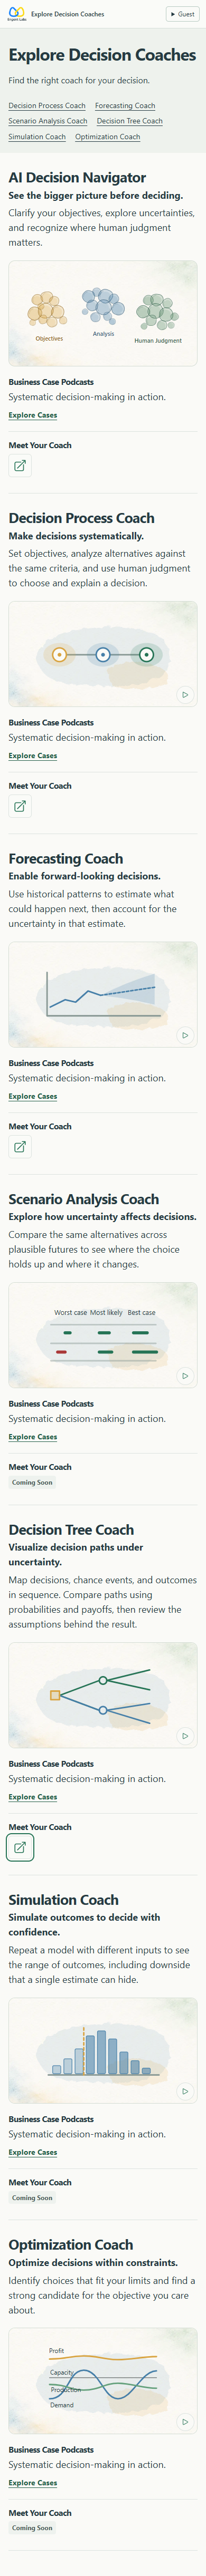 Expert Labs
Explore Decision Coaches
Guest
Explore Decision Coaches
Find the right coach for your decision.
Decision Process Coach
Forecasting Coach
Scenario Analysis Coach
Decision Tree Coach
Simulation Coach
Optimization Coach
AI Decision Navigator
See the bigger picture before deciding.
Clarify your objectives, explore uncertainties,
and recognize where human judgment
matters.
Objectives
Analysis
Human Judgment
Business Case Podcasts
Systematic decision-making in action.
Explore Cases
Meet Your Coach
Decision Process Coach
Make decisions systematically.
Set objectives, analyze alternatives against
the same criteria, and use human judgment
to choose and explain a decision.
Business Case Podcasts
Systematic decision-making in action.
Explore Cases
Meet Your Coach
Forecasting Coach
Enable forward-looking decisions.
Use historical patterns to estimate what
could happen next, then account for the
uncertainty in that estimate.
Business Case Podcasts
Systematic decision-making in action.
Explore Cases
Meet Your Coach
Scenario Analysis Coach
Explore how uncertainty affects decisions.
Compare the same alternatives across
plausible futures to see where the choice
holds up and where it changes.
Worst case Most likely Best case
Business Case Podcasts
Systematic decision-making in action.
Explore Cases
Meet Your Coach
Coming Soon
Decision Tree Coach
Visualize decision paths under
uncertainty.
Map decisions, chance events, and outcomes
in sequence. Compare paths using
probabilities and payoffs, then review the
assumptions behind the result.
Business Case Podcasts
Systematic decision-making in action.
Explore Cases
Meet Your Coach
Simulation Coach
Simulate outcomes to decide with
confidence.
Repeat a model with different inputs to see
the range of outcomes, including downside
that a single estimate can hide.
Business Case Podcasts
Systematic decision-making in action.
Explore Cases
Meet Your Coach
Coming Soon
Optimization Coach
Optimize decisions within constraints.
Identify choices that fit your limits and find a
strong candidate for the objective you care
about.
Profit
Capacity
Production
Demand
Business Case Podcasts
Systematic decision-making in action.
Explore Cases
Meet Your Coach
Coming Soon